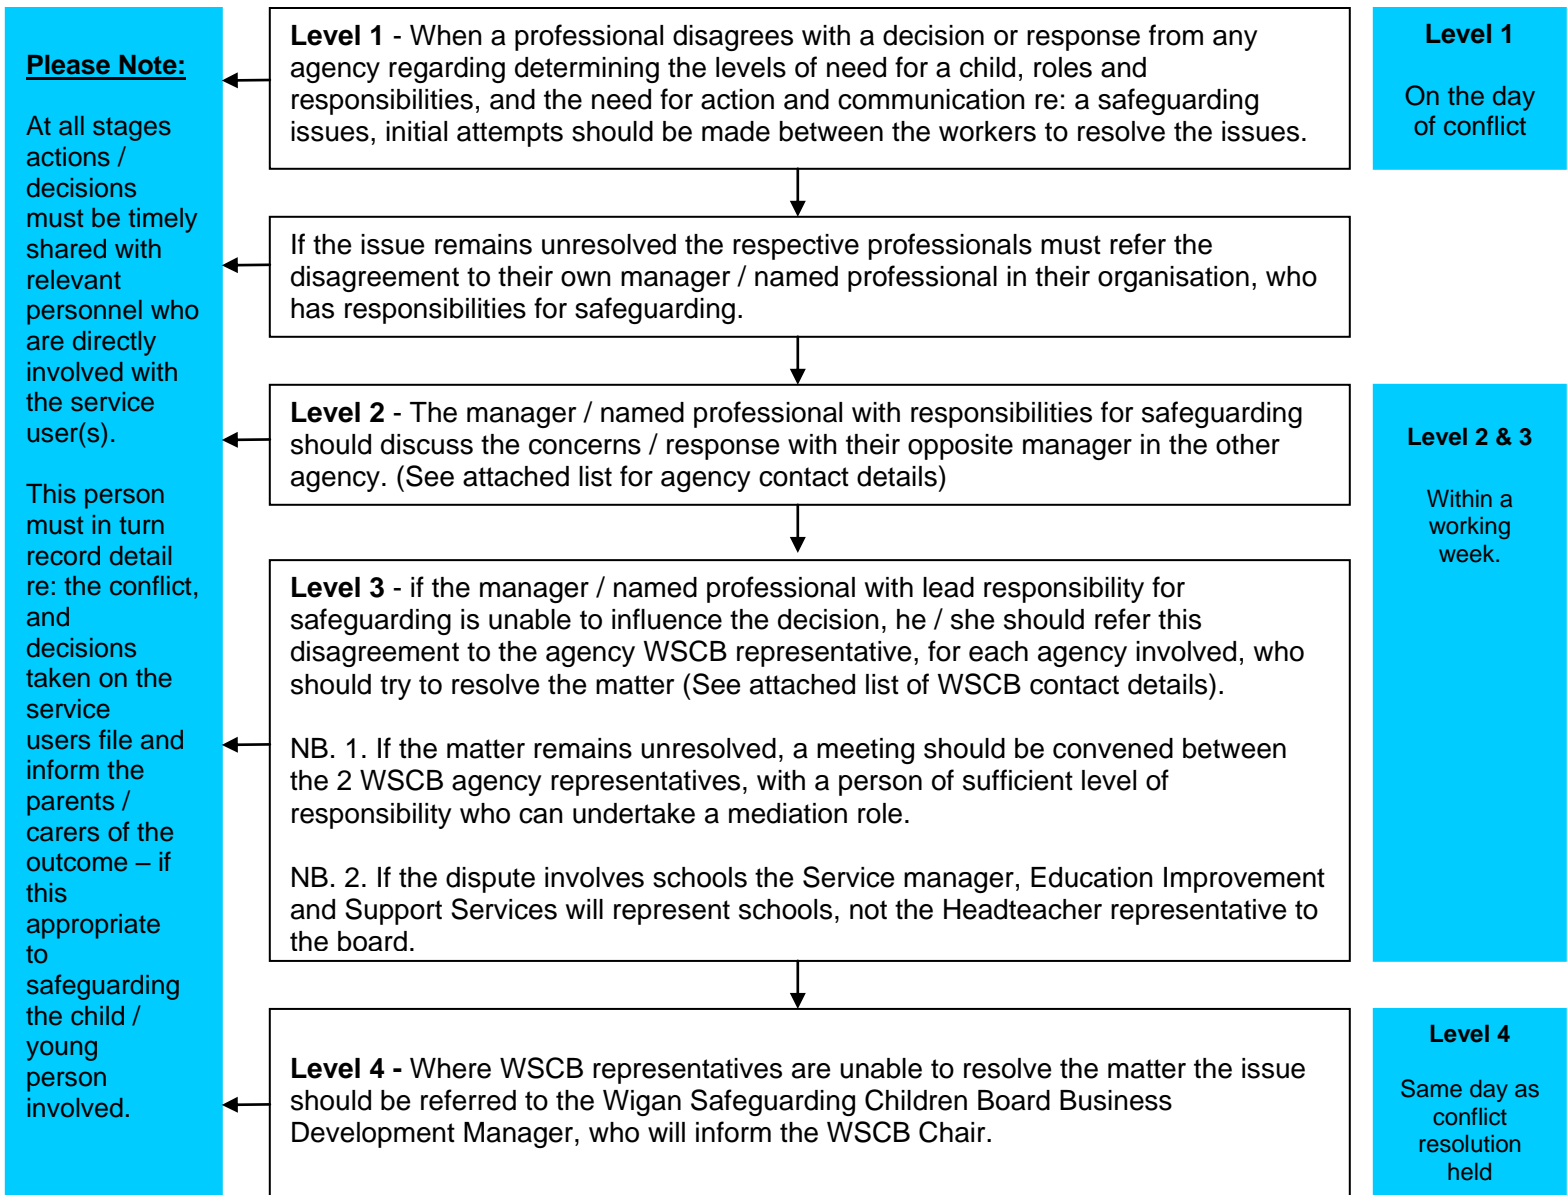 Please Note:
At all stages
actions /
decisions
must be timely
shared with
relevant
personnel who
are directly
involved with
the service
user(s).
This person
must in turn
record detail
re: the conflict,
and
decisions
taken on the
service
users file and
inform the
parents /
carers of the
outcome – if
this
appropriate
to
safeguarding
the child /
young
person
involved.
Level 1 - When a professional disagrees with a decision or response from any
agency regarding determining the levels of need for a child, roles and
responsibilities, and the need for action and communication re: a safeguarding
issues, initial attempts should be made between the workers to resolve the issues.
If the issue remains unresolved the respective professionals must refer the
disagreement to their own manager / named professional in their organisation, who
has responsibilities for safeguarding.
Level 2 - The manager / named professional with responsibilities for safeguarding
should discuss the concerns / response with their opposite manager in the other
agency. (See attached list for agency contact details)
Level 3 - if the manager / named professional with lead responsibility for
safeguarding is unable to influence the decision, he / she should refer this
disagreement to the agency WSCB representative, for each agency involved, who
should try to resolve the matter (See attached list of WSCB contact details).
NB. 1. If the matter remains unresolved, a meeting should be convened between
the 2 WSCB agency representatives, with a person of sufficient level of
responsibility who can undertake a mediation role.
NB. 2. If the dispute involves schools the Service manager, Education Improvement
and Support Services will represent schools, not the Headteacher representative to
the board.
Level 4 - Where WSCB representatives are unable to resolve the matter the issue
should be referred to the Wigan Safeguarding Children Board Business
Development Manager, who will inform the WSCB Chair.
Level 1
On the day
of conflict
Level 2 & 3
Within a
working
week.
Level 4
Same day as
conflict
resolution
held